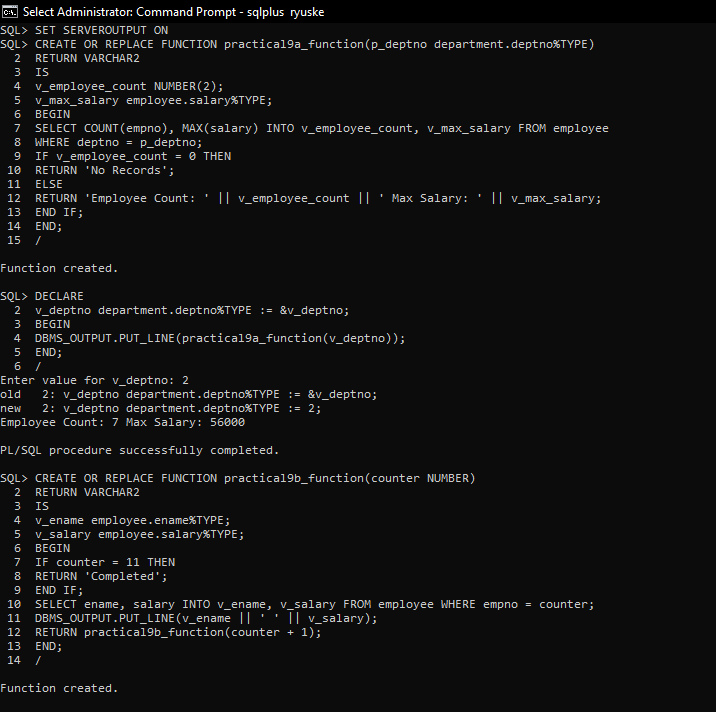 Select Administrator: Command Prompt - sqlplus  ryuske
SQL> SET SERVEROUTPUT ON
SQL> CREATE OR REPLACE FUNCTION practical9a_function(p_deptno department.deptno%TYPE)
  2  RETURN VARCHAR2
  3  IS
  4  v_employee_count NUMBER(2);
  5  v_max_salary employee.salary%TYPE;
  6  BEGIN
  7  SELECT COUNT(empno), MAX(salary) INTO v_employee_count, v_max_salary FROM employee
  8  WHERE deptno = p_deptno;
  9  IF v_employee_count = 0 THEN
 10  RETURN 'No Records';
 11  ELSE
 12  RETURN 'Employee Count: ' || v_employee_count || ' Max Salary: ' || v_max_salary;
 13  END IF;
 14  END;
 15  /
Function created.
SQL> DECLARE
  2  v_deptno department.deptno%TYPE := &v_deptno;
  3  BEGIN
  4  DBMS_OUTPUT.PUT_LINE(practical9a_function(v_deptno));
  5  END;
  6  /
Enter value for v_deptno: 2
old   2: v_deptno department.deptno%TYPE := &v_deptno;
new   2: v_deptno department.deptno%TYPE := 2;
Employee Count: 7 Max Salary: 56000
PL/SQL procedure successfully completed.
SQL> CREATE OR REPLACE FUNCTION practical9b_function(counter NUMBER)
  2  RETURN VARCHAR2
  3  IS
  4  v_ename employee.ename%TYPE;
  5  v_salary employee.salary%TYPE;
  6  BEGIN
  7  IF counter = 11 THEN
  8  RETURN 'Completed';
  9  END IF;
 10  SELECT ename, salary INTO v_ename, v_salary FROM employee WHERE empno = counter;
 11  DBMS_OUTPUT.PUT_LINE(v_ename || ' ' || v_salary);
 12  RETURN practical9b_function(counter + 1);
 13  END;
 14  /
Function created.